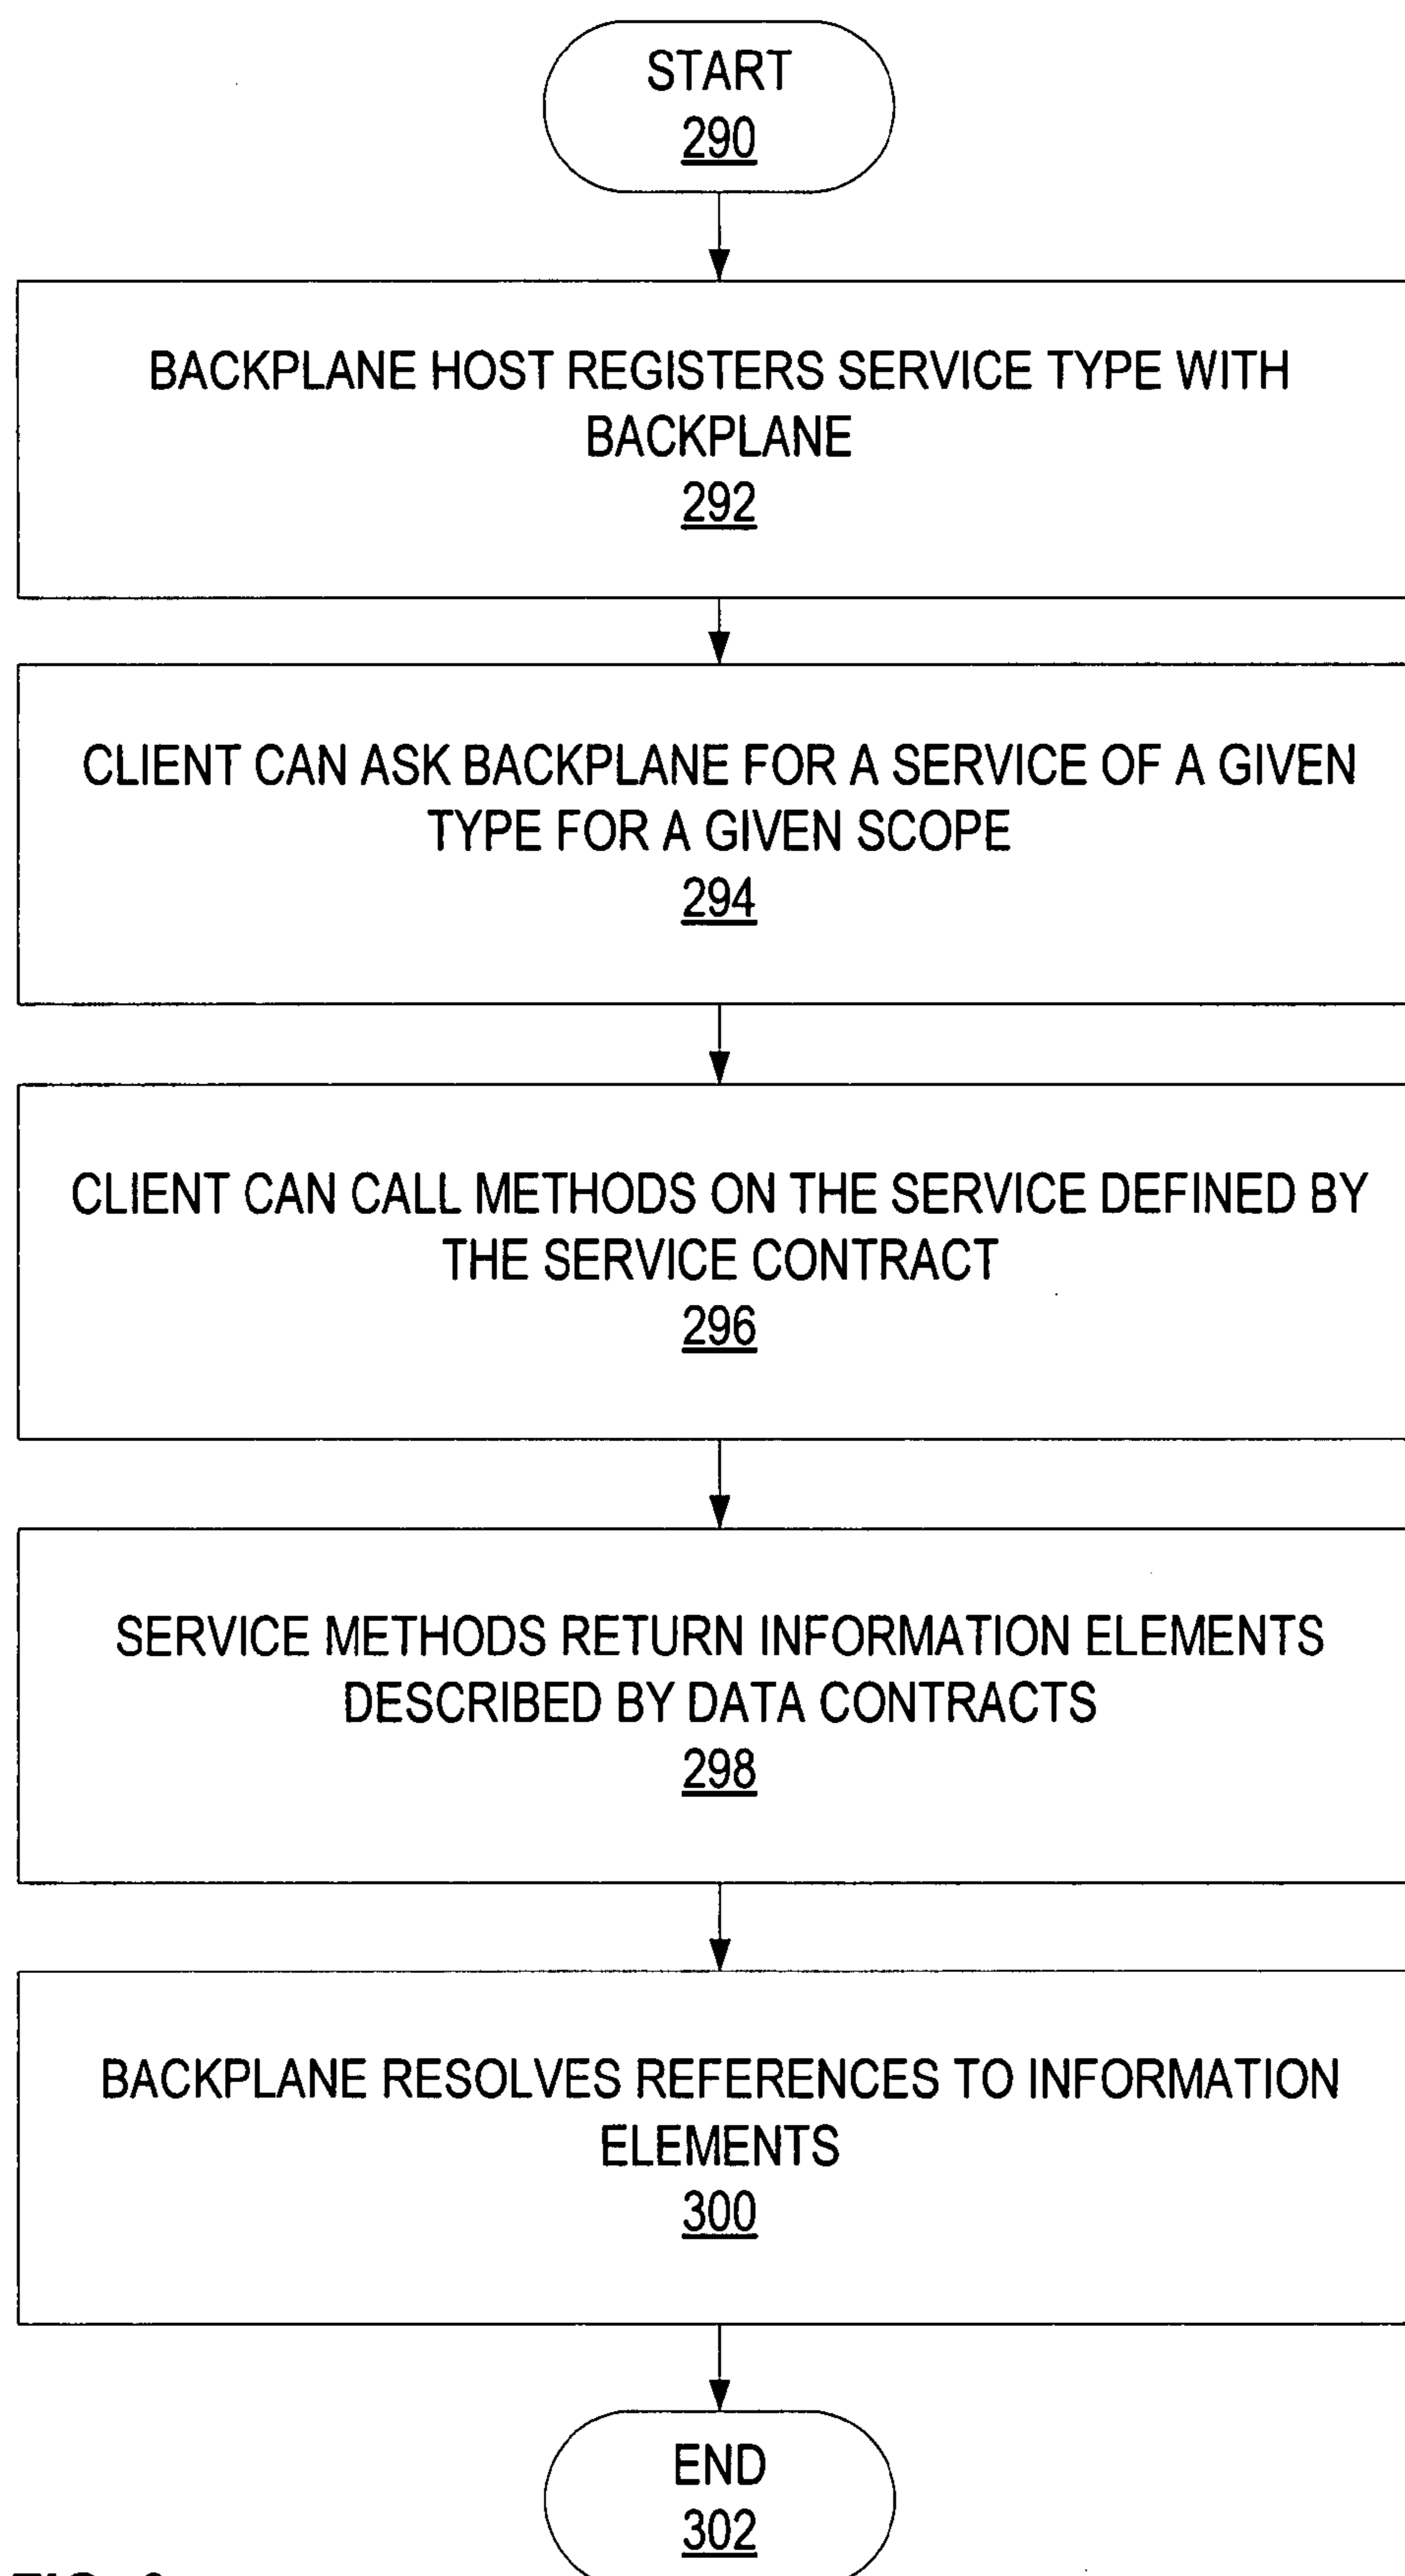 START
290
BACKPLANE HOST REGISTERS SERVICE TYPE WITH
BACKPLANE
292
CLIENT CAN ASK BACKPLANE FOR A SERVICE OF A GIVEN
TYPE FOR A GIVEN SCOPE
294
CLIENT CAN CALL METHODS ON THE SERVICE DEFINED BY
THE SERVICE CONTRACT
296
SERVICE METHODS RETURN INFORMATION ELEMENTS
DESCRIBED BY DATA CONTRACTS
298
BACKPLANE RESOLVES REFERENCES TO INFORMATION
ELEMENTS
300
END
302